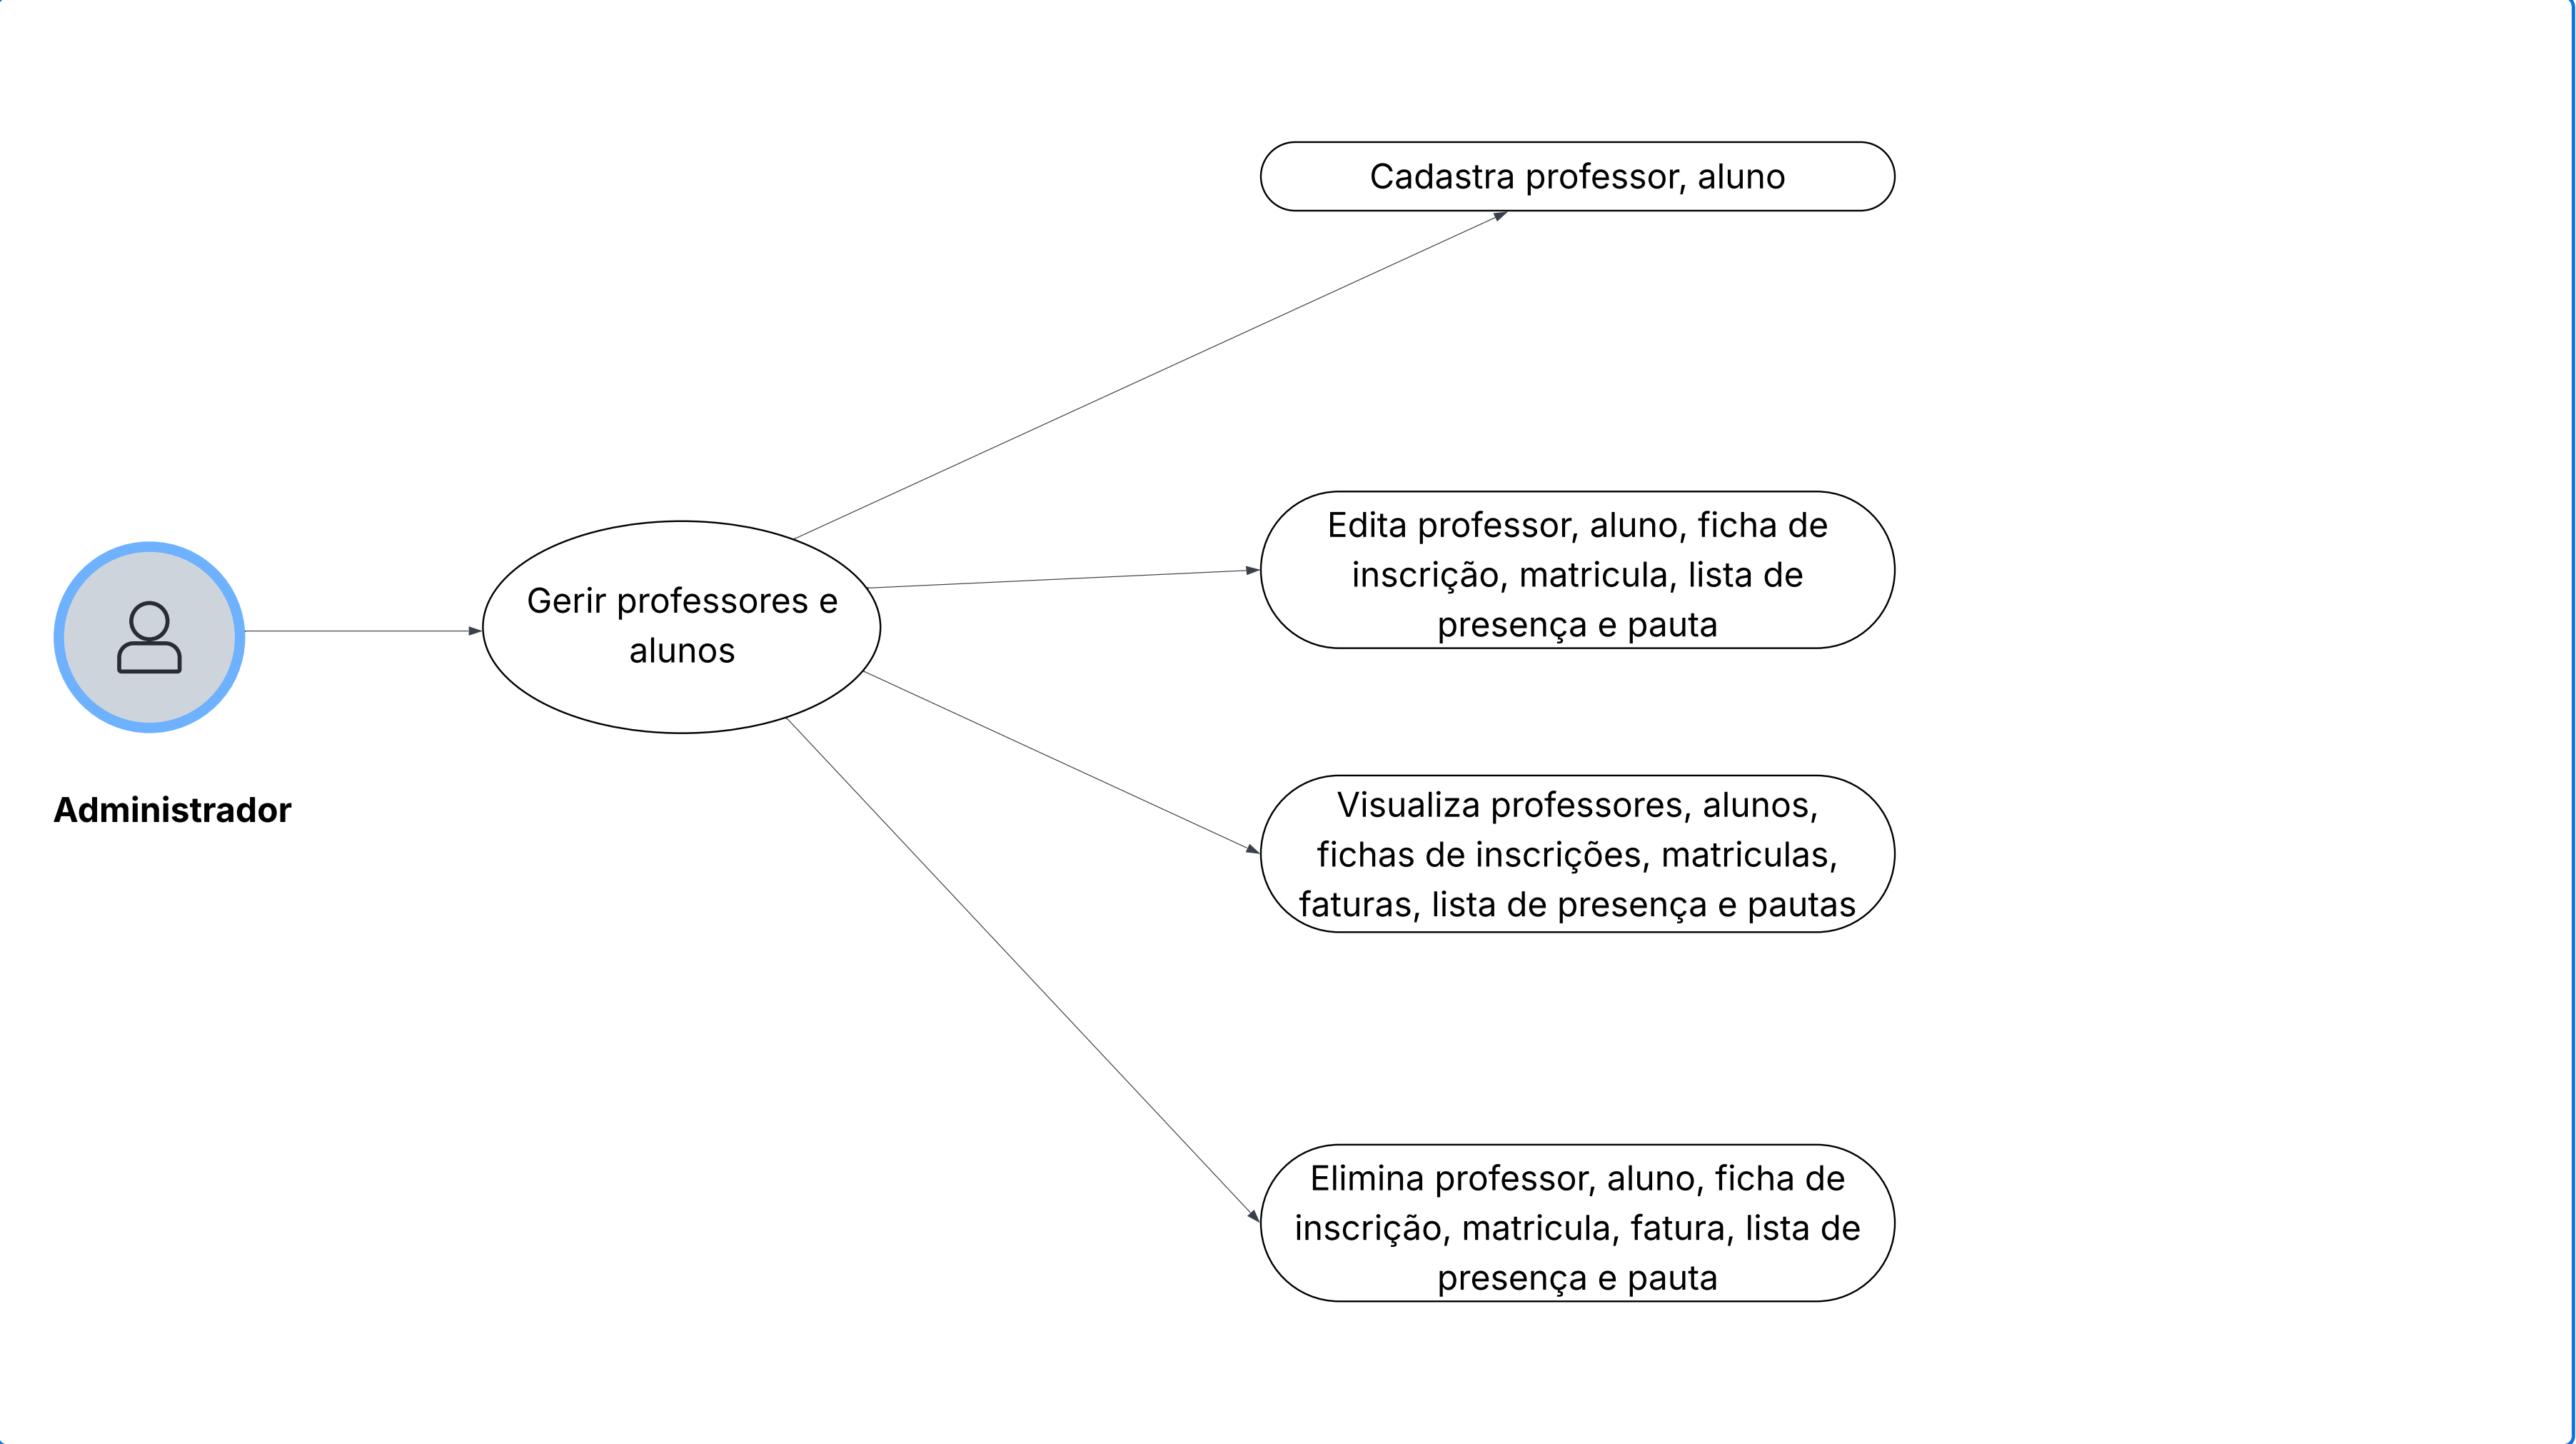 Cadastra professor, aluno
Edita professor, aluno, ficha de
inscrição, matricula, lista de
presença e pauta
Gerir professores e
alunos
Administrador
Visualiza professores, alunos,
fichas de inscrições, matriculas,
faturas, lista de presença e pautas
Elimina professor, aluno, ficha de
inscrição, matricula, fatura, lista de
presença e pauta